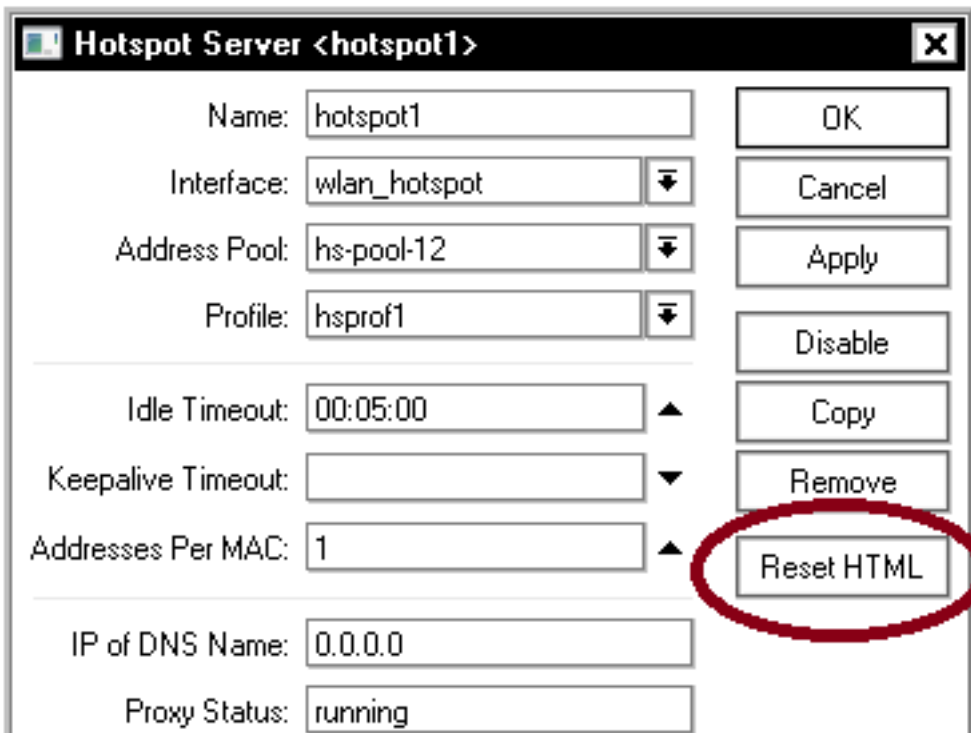 Hotspot Server <hotspot1>
Name: hotspot1
OK
Interface: wlan_hotspot
Cancel
Address Pool: hs-pool-12
Apply
Profile: hsprof1
Disable
Idle Timeout: 00:05:00
Copy
Keepalive Timeout:
Remove
Addresses Per MAC: 1
Reset HTML
IP of DNS Name: 0.0.0.0
Proxy Status: running